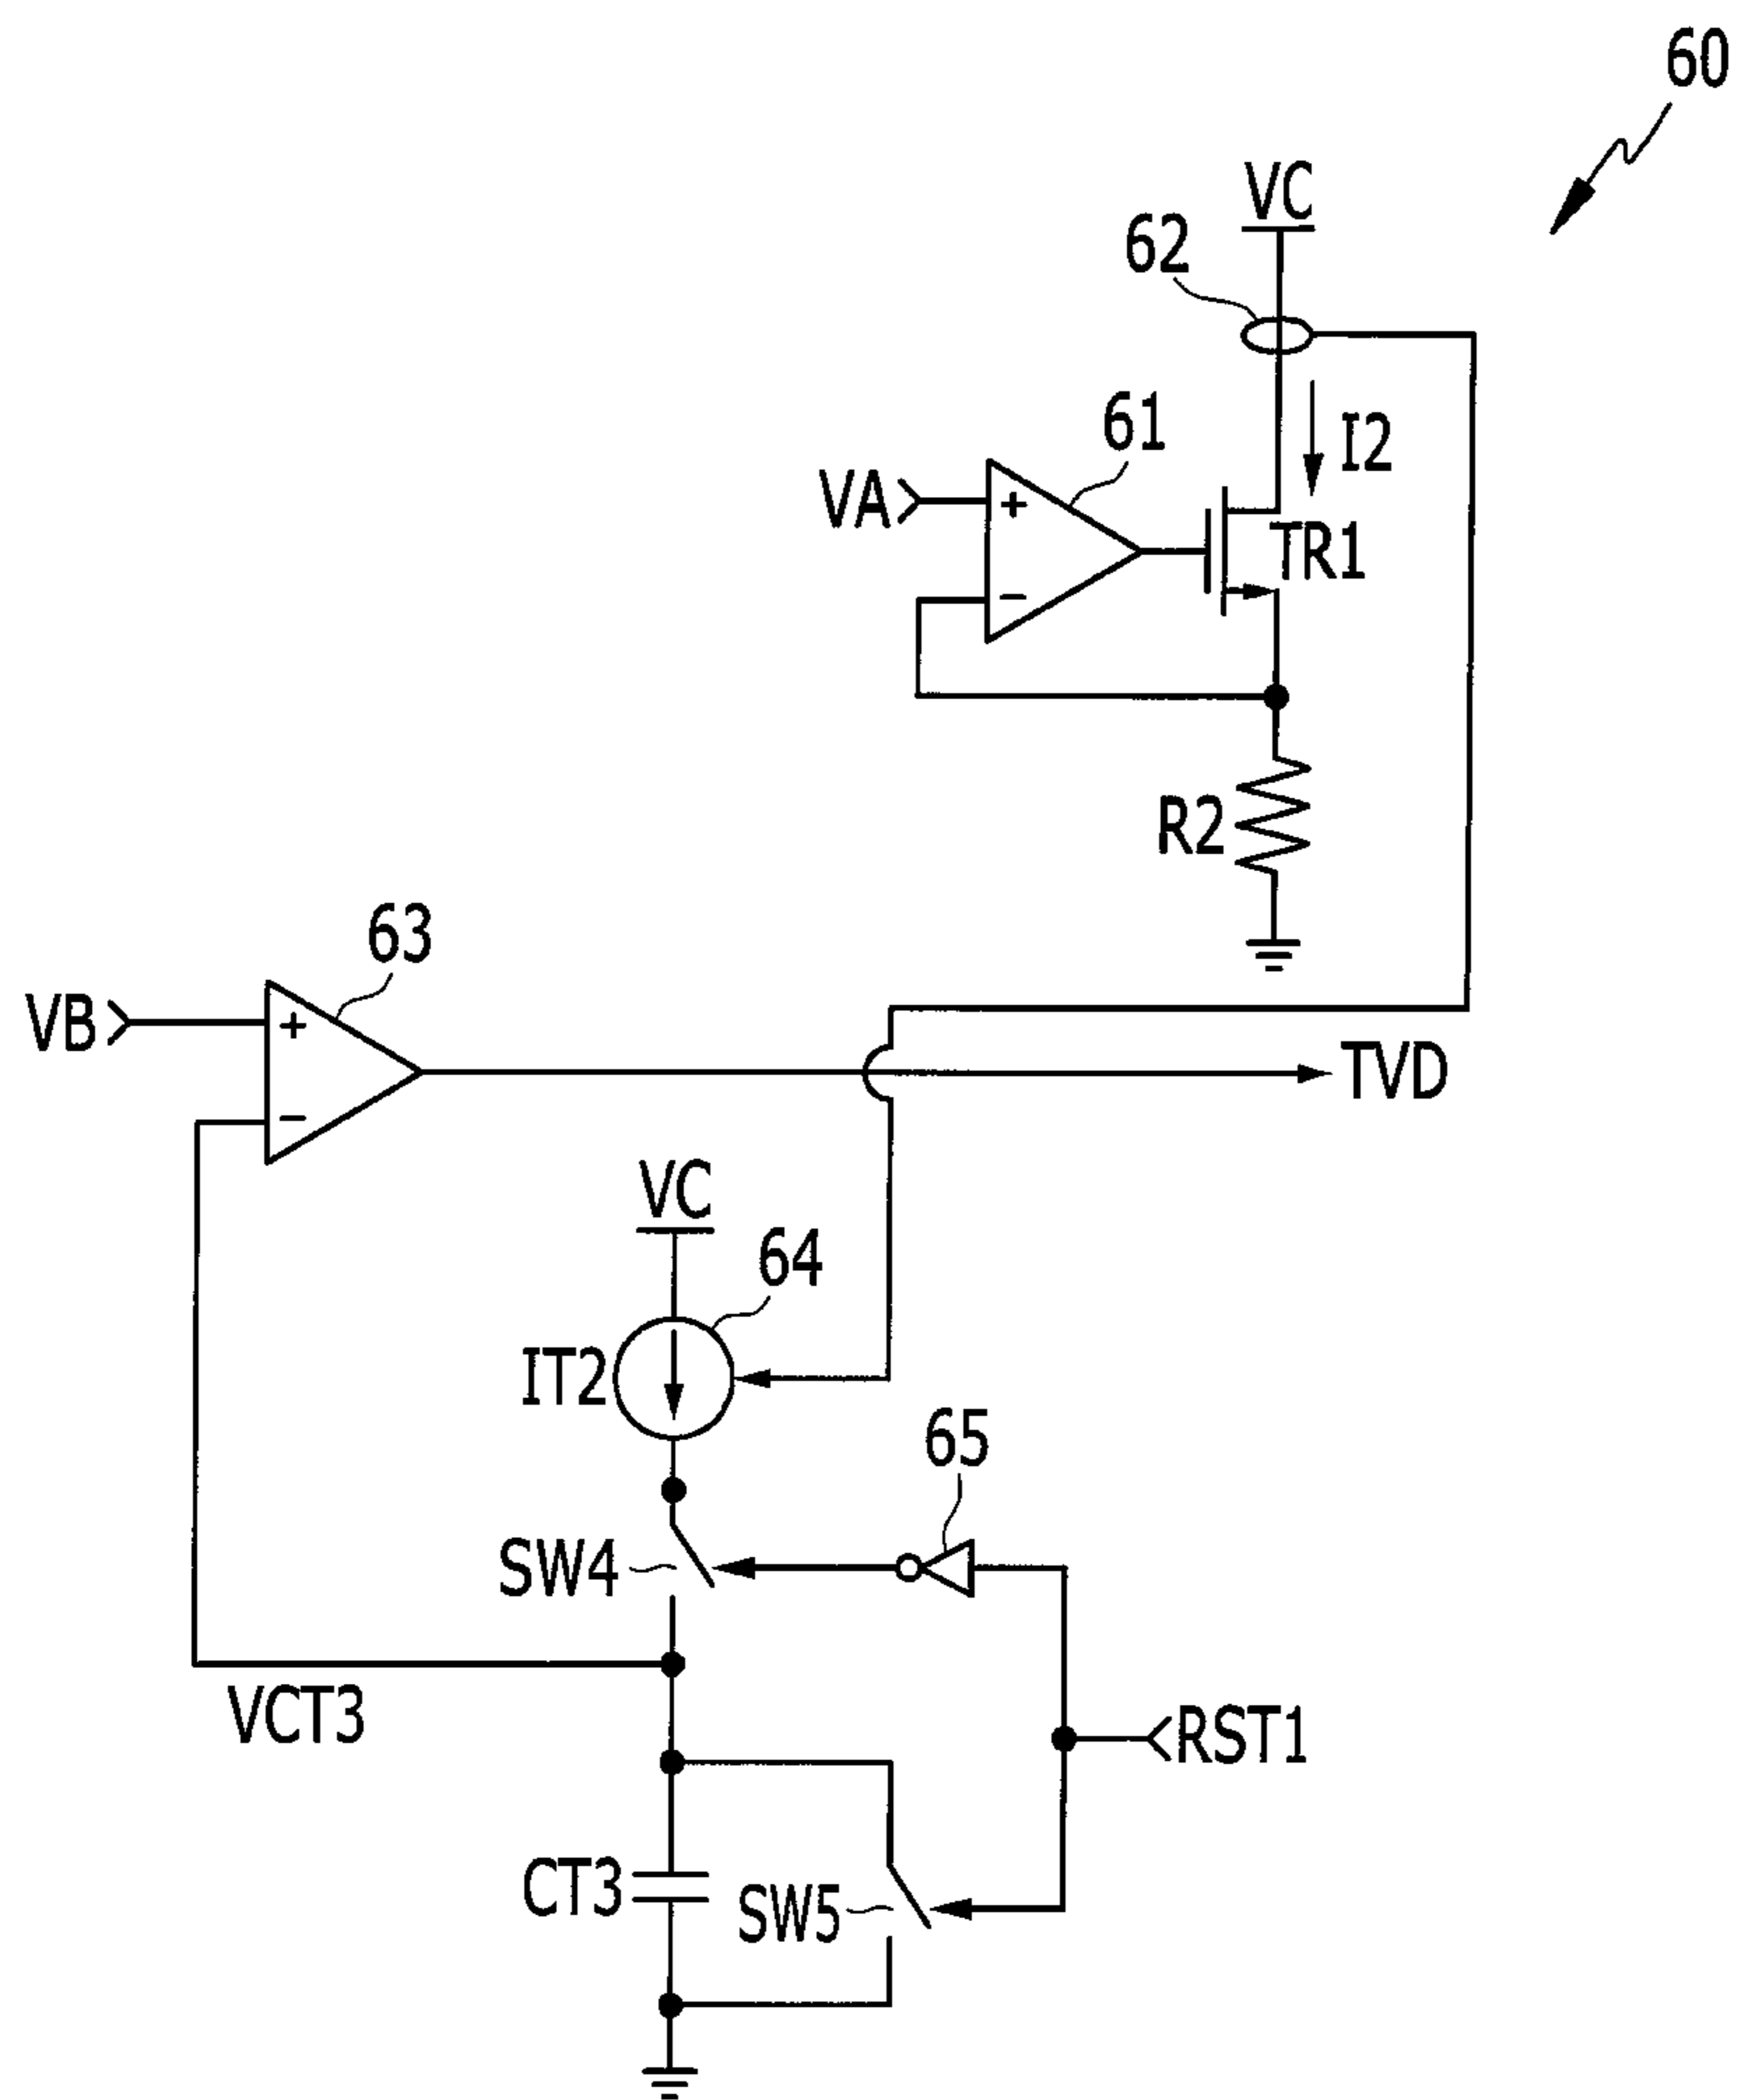 60
VC
62
61
I2
VA
+
TR1
−
R2
63
VB
+
TVD
−
VC
64
IT2
65
SW4
VCT3
RST1
CT3
SW5